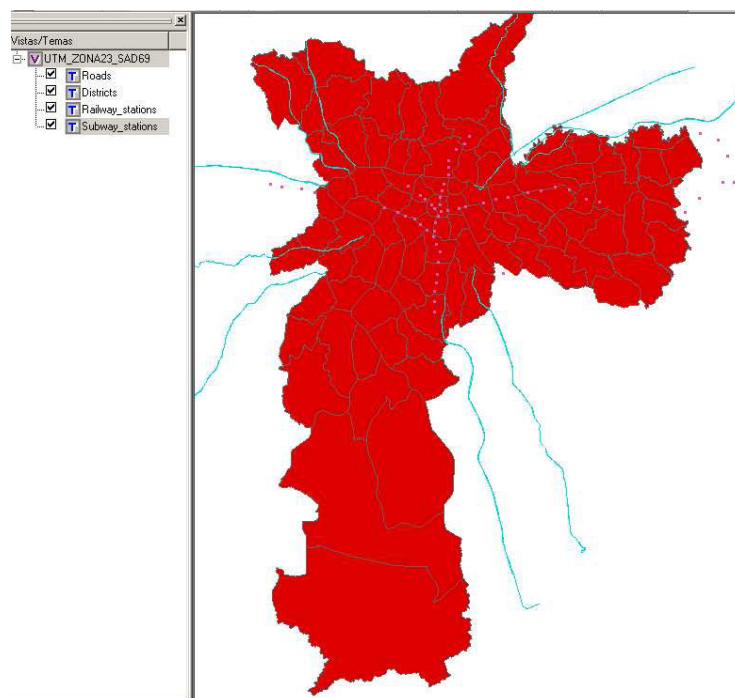 Vistas/Temas
V UTM_ZONA23_SAD69
T Roads
T Districts
T Railway_stations
T Subway_stations